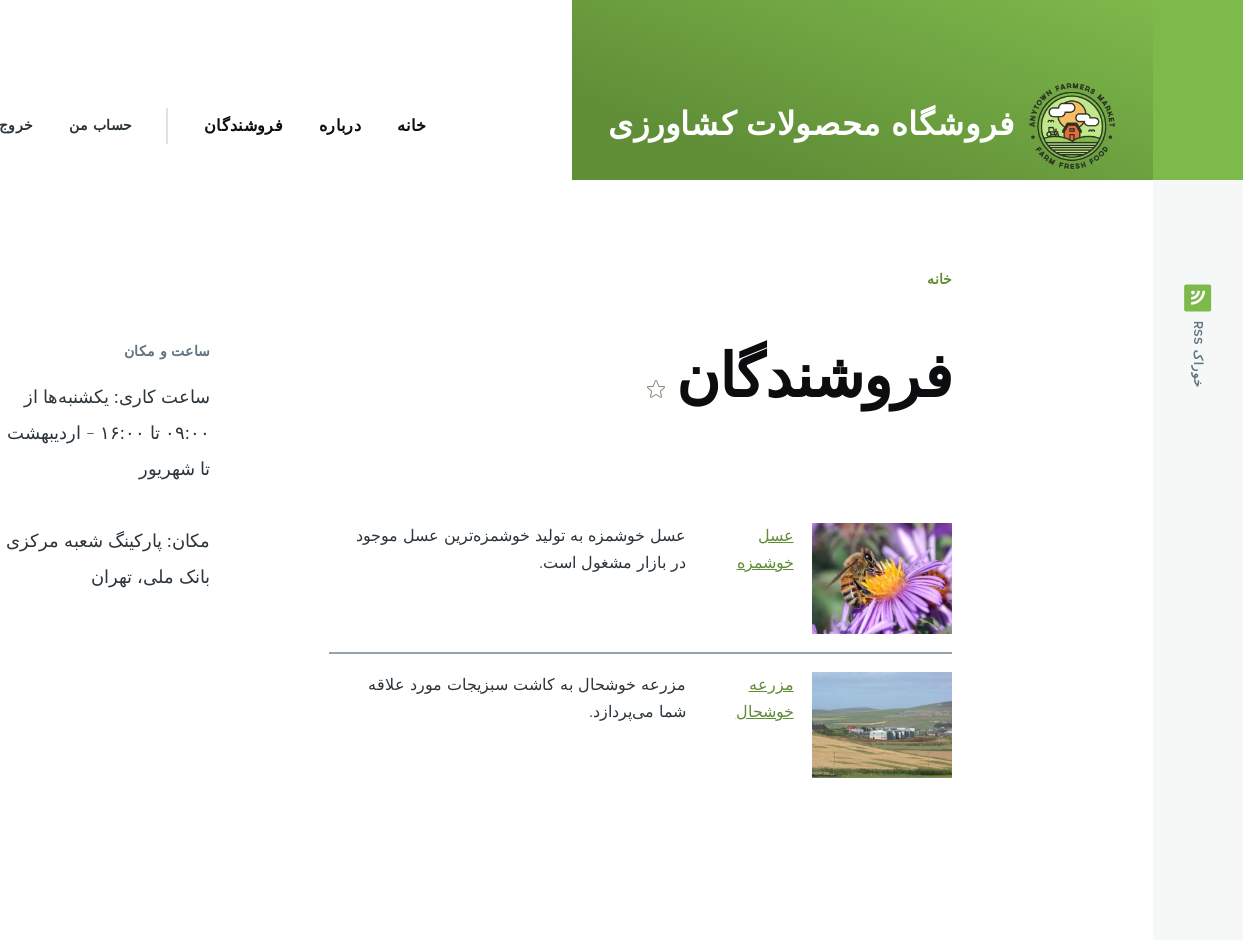 ANYTOWN FARMERS MARKET
FARM FRESH FOOD
فروشگاه محصولات کشاورزی
خانه
درباره
فروشندگان
حساب من
خروج
خوراک RSS
خانه
فروشندگان
عسل
خوشمزه
عسل خوشمزه به تولید خوشمزه‌ترین عسل موجود
در بازار مشغول است.
مزرعه
خوشحال
مزرعه خوشحال به کاشت سبزیجات مورد علاقه
شما می‌پردازد.
ساعت و مکان
ساعت کاری: یکشنبه‌ها از
۰۹:۰۰ تا ۱۶:۰۰ - اردیبهشت
تا شهریور
مکان: پارکینگ شعبه مرکزی
بانک ملی، تهران